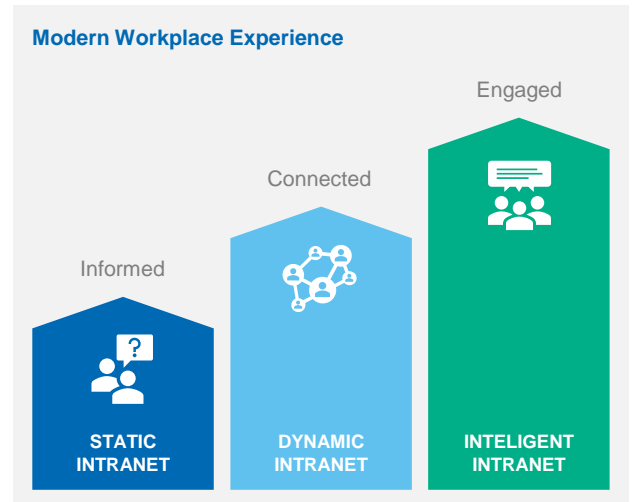 Modern Workplace Experience
Engaged
Connected
Informed
?
STATIC
INTRANET
DYNAMIC
INTRANET
INTELIGENT
INTRANET